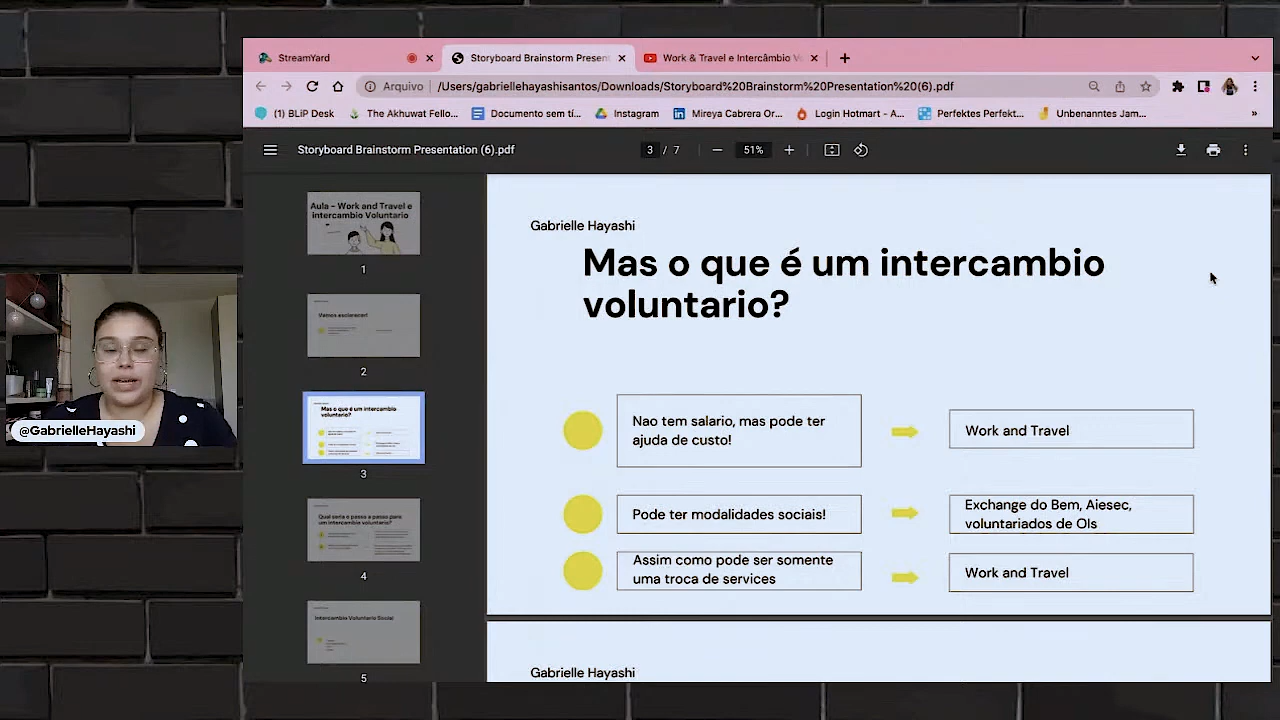 StreamYard
Storyboard Brainstorm Present
Work & Travel e Intercâmbio V
Arquivo
/Users/gabriellehayashisantos/Downloads/Storyboard%20Brainstorm%20Presentation%20(6).pdf
(1) BLiP Desk
The Akhuwat Fello...
Documento sem tí...
Instagram
Mireya Cabrera Or...
Login Hotmart - A...
Perfektes Perfekt...
Unbenanntes Jam...
»
Storyboard Brainstorm Presentation (6).pdf
3 / 7
51%
Aula - Work and Travel e
intercambio Voluntario
1
Vamos esclarecer!
2
Mas o que é um intercambio
voluntario?
3
Qual seria o passo a passo para
um intercambio voluntario?
4
Intercambio Voluntario Social
5
Gabrielle Hayashi
Mas o que é um intercambio
voluntario?
Nao tem salario, mas pode ter
ajuda de custo!
Work and Travel
Pode ter modalidades sociais!
Exchange do Bem, Aiesec,
voluntariados de OIs
Assim como pode ser somente
uma troca de services
Work and Travel
Gabrielle Hayashi
@GabrielleHayashi